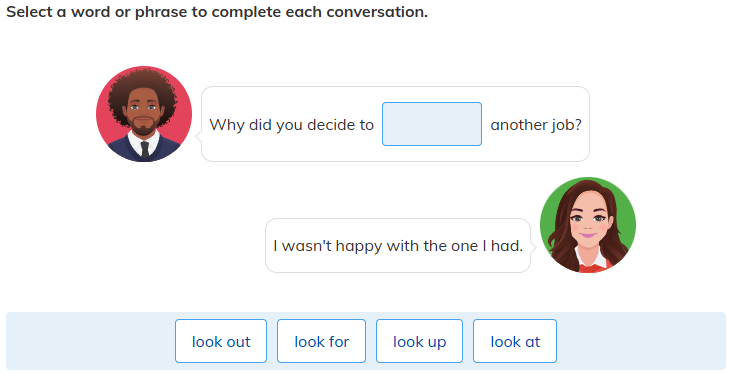 Select a word or phrase to complete each conversation.
Why did you decide to another job?
I wasn't happy with the one I had.
look out look for look up look at